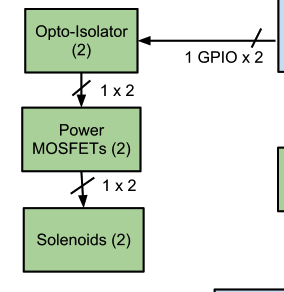 Opto-Isolator
(2)
1 GPIO x 2
1 x 2
Power
MOSFETs (2)
1 x 2
Solenoids (2)